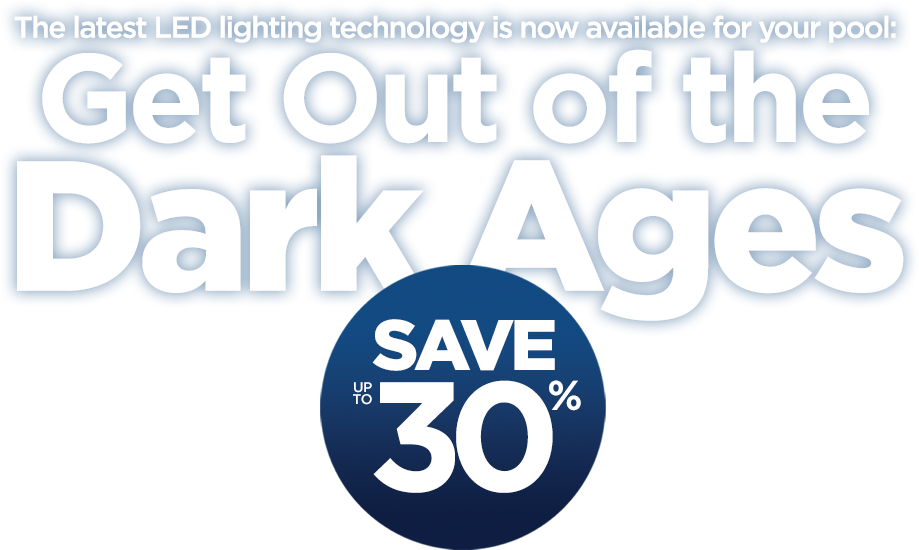 The latest LED lighting technology is now available for your pool:
Get Out of the
Dark Ages
SAVE
UP TO 30%